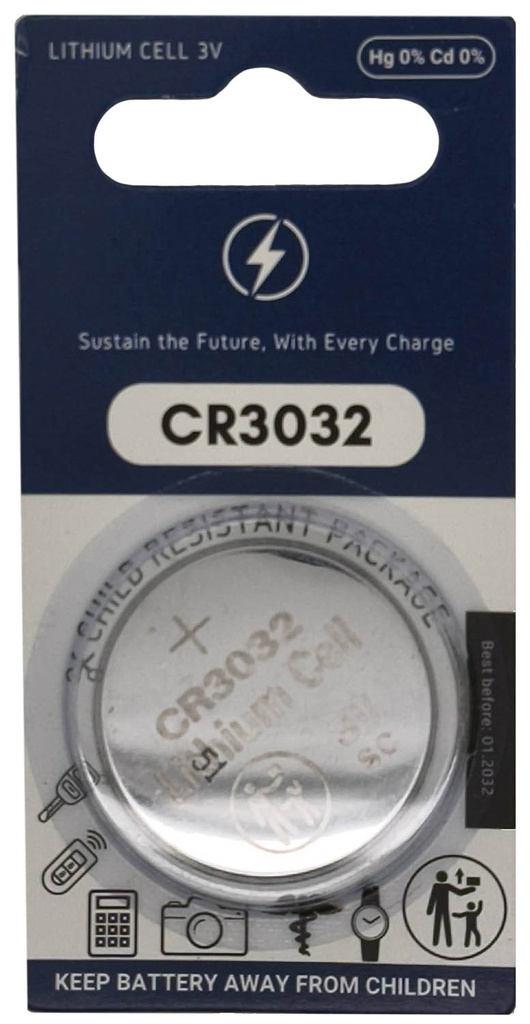 LITHIUM CELL 3V
Hg 0% Cd 0%
Sustain the Future, With Every Charge
CR3032
CHILD RESISTANT PACKAGE
+
CR3032
Lithium Cell
3V
SC
51
Best before: 01.2032
KEEP BATTERY AWAY FROM CHILDREN